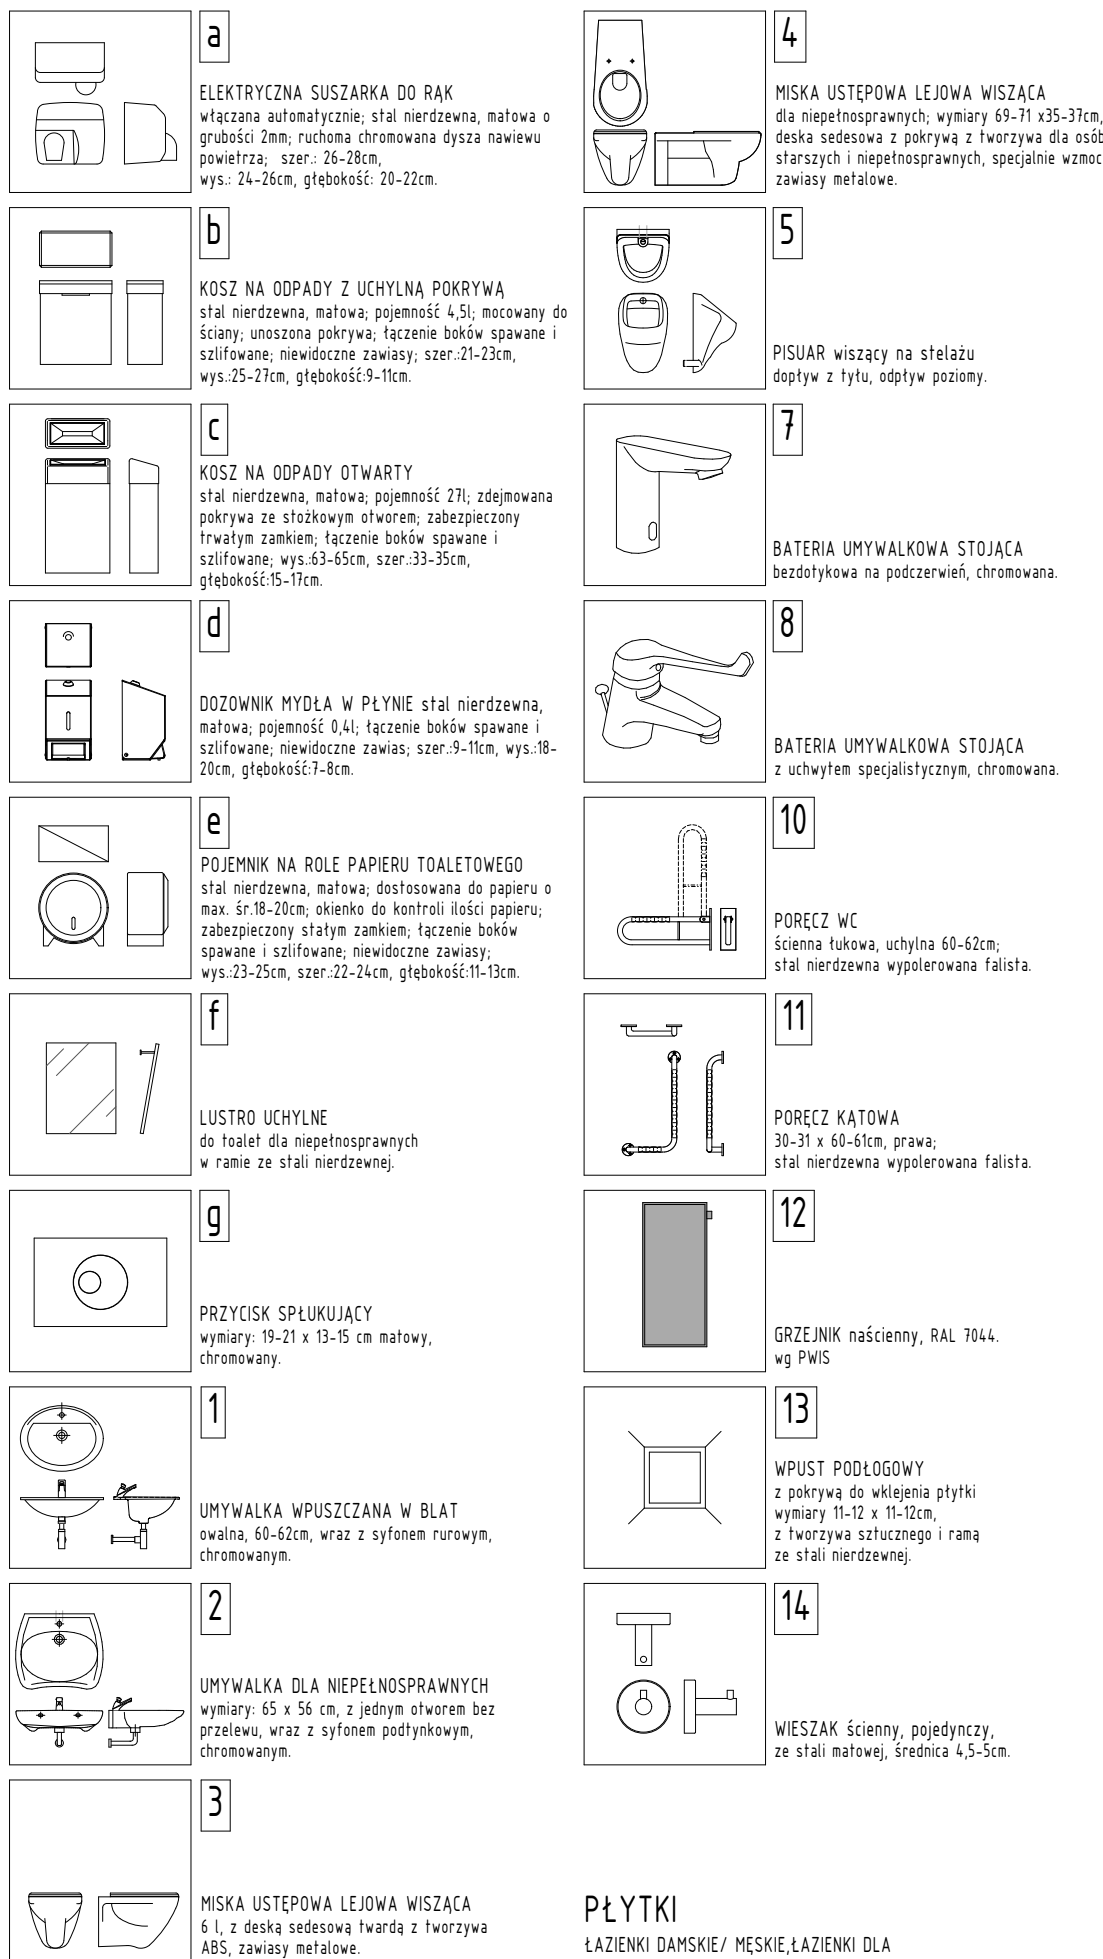 a
ELEKTRYCZNA SUSZARKA DO RĄK
włączana automatycznie; stal nierdzewna, matowa o
grubości 2mm; ruchoma chromowana dysza nawiewu
powietrza; szer.: 26-28cm,
wys.: 24-26cm, głębokość: 20-22cm.
b
KOSZ NA ODPADY Z UCHYLNĄ POKRYWĄ
stal nierdzewna, matowa; pojemność 4,5l; mocowany do
ściany; unoszona pokrywa; łączenie boków spawane i
szlifowane; niewidoczne zawiasy; szer.:21-23cm,
wys.:25-27cm, głębokość:9-11cm.
c
KOSZ NA ODPADY OTWARTY
stal nierdzewna, matowa; pojemność 27l; zdejmowana
pokrywa ze stożkowym otworem; zabezpieczony
trwałym zamkiem; łączenie boków spawane i
szlifowane; wys.:63-65cm, szer.:33-35cm,
głębokość:15-17cm.
d
DOZOWNIK MYDŁA W PŁYNIE stal nierdzewna,
matowa; pojemność 0,4l; łączenie boków spawane i
szlifowane; niewidoczne zawias; szer.:9-11cm, wys.:18-
20cm, głębokość:7-8cm.
e
POJEMNIK NA ROLE PAPIERU TOALETOWEGO
stal nierdzewna, matowa; dostosowana do papieru o
max. śr.18-20cm; okienko do kontroli ilości papieru;
zabezpieczony stałym zamkiem; łączenie boków
spawane i szlifowane; niewidoczne zawiasy;
wys.:23-25cm, szer.:22-24cm, głębokość:11-13cm.
f
LUSTRO UCHYLNE
do toalet dla niepełnosprawnych
w ramie ze stali nierdzewnej.
g
PRZYCISK SPŁUKUJĄCY
wymiary: 19-21 x 13-15 cm matowy,
chromowany.
1
UMYWALKA WPUSZCZANA W BLAT
owalna, 60-62cm, wraz z syfonem rurowym,
chromowanym.
2
UMYWALKA DLA NIEPEŁNOSPRAWNYCH
wymiary: 65 x 56 cm, z jednym otworem bez
przelewu, wraz z syfonem podtynkowym,
chromowanym.
3
MISKA USTĘPOWA LEJOWA WISZĄCA
6 l, z deską sedesową twardą z tworzywa
ABS, zawiasy metalowe.
4
MISKA USTĘPOWA LEJOWA WISZĄCA
dla niepełnosprawnych; wymiary 69-71 x35-37cm,
deska sedesowa z pokrywą z tworzywa dla osób
starszych i niepełnosprawnych, specjalnie wzmoc
zawiasy metalowe.
5
PISUAR wiszący na stelażu
dopływ z tyłu, odpływ poziomy.
7
BATERIA UMYWALKOWA STOJĄCA
bezdotykowa na podczerwień, chromowana.
8
BATERIA UMYWALKOWA STOJĄCA
z uchwytem specjalistycznym, chromowana.
10
PORĘCZ WC
ścienna łukowa, uchylna 60-62cm;
stal nierdzewna wypolerowana falista.
11
PORĘCZ KĄTOWA
30-31 x 60-61cm, prawa;
stal nierdzewna wypolerowana falista.
12
GRZEJNIK naścienny, RAL 7044.
wg PWIS
13
WPUST PODŁOGOWY
z pokrywą do wklejenia płytki
wymiary 11-12 x 11-12cm,
z tworzywa sztucznego i ramą
ze stali nierdzewnej.
14
WIESZAK ścienny, pojedynczy,
ze stali matowej, średnica 4,5-5cm.
PŁYTKI
ŁAZIENKI DAMSKIE/ MĘSKIE,ŁAZIENKI DLA